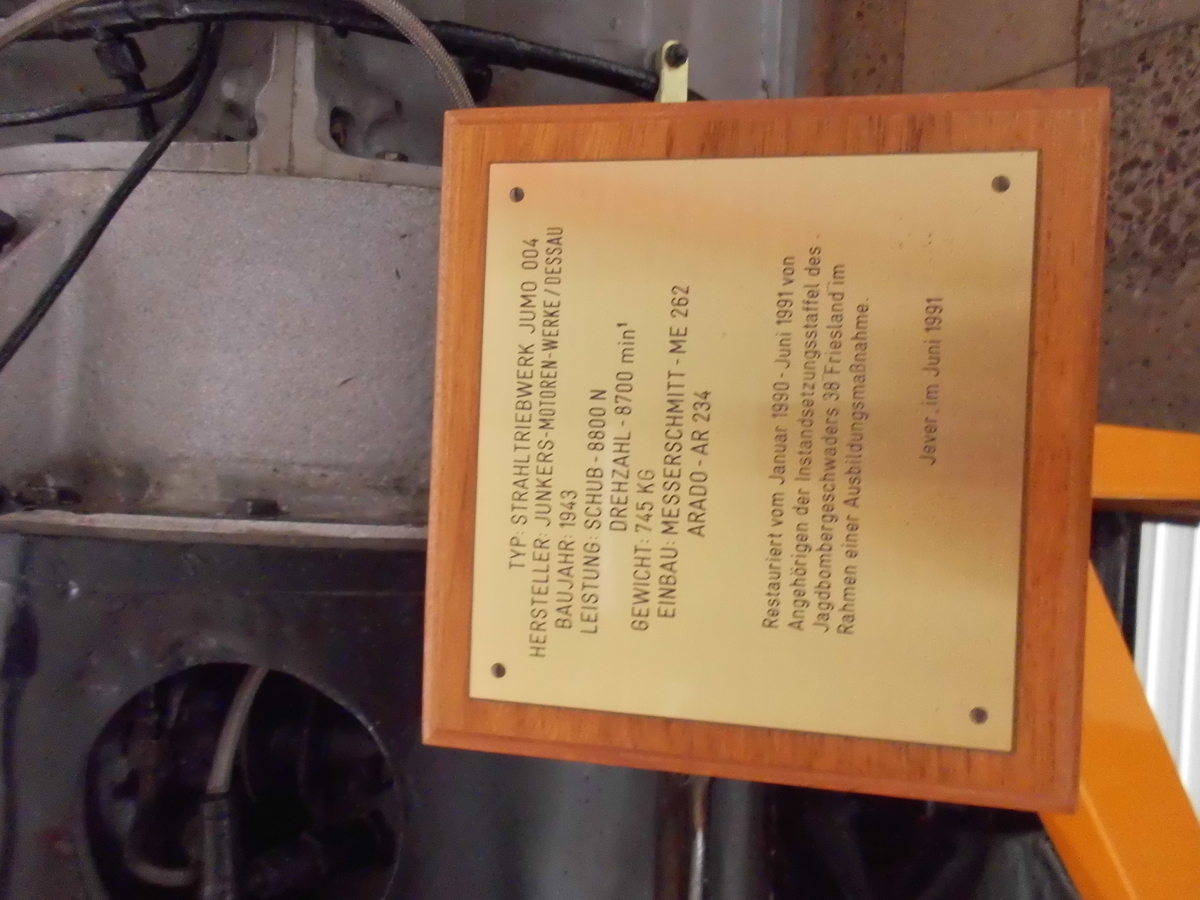 TYP: STRAHLTRIEBWERK JUMO 004
HERSTELLER: JUNKERS-MOTOREN-WERKE/DESSAU
BAUJAHR: 1943
LEISTUNG: SCHUB - 8800 N
DREHZAHL - 8700 min¹
GEWICHT: 745 KG
EINBAU: MESSERSCHMITT - ME 262
ARADO - AR 234
Restauriert vom Januar 1990 - Juni 1991 von
Angehörigen der Instandsetzungsstaffel des
Jagdbombergeschwaders 38 Friesland im
Rahmen einer Ausbildungsmaßnahme.
Jever, im Juni 1991